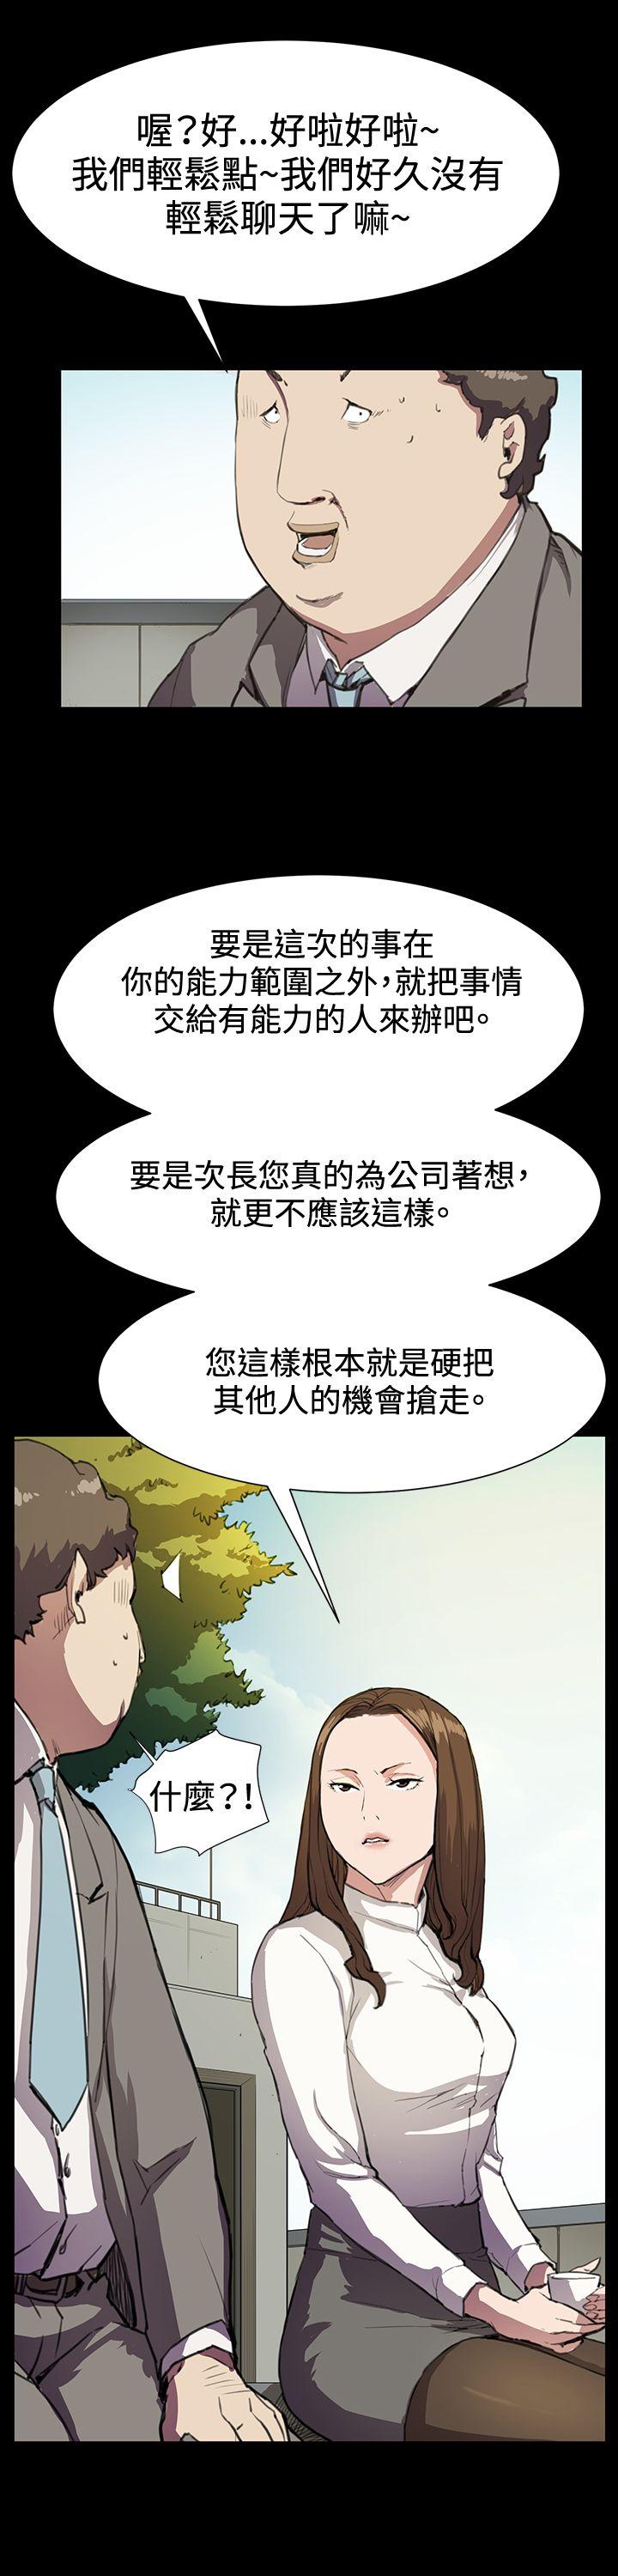 喔?好...好啦好啦~
我們輕鬆點~我們好久沒有
輕鬆聊天了嘛~
要是這次的事在
你的能力範圍之外,就把事情
交給有能力的人來辦吧。
要是次長您真的為公司著想,
就更不應該這樣。
您這樣根本就是硬把
其他人的機會搶走。
什麼?!